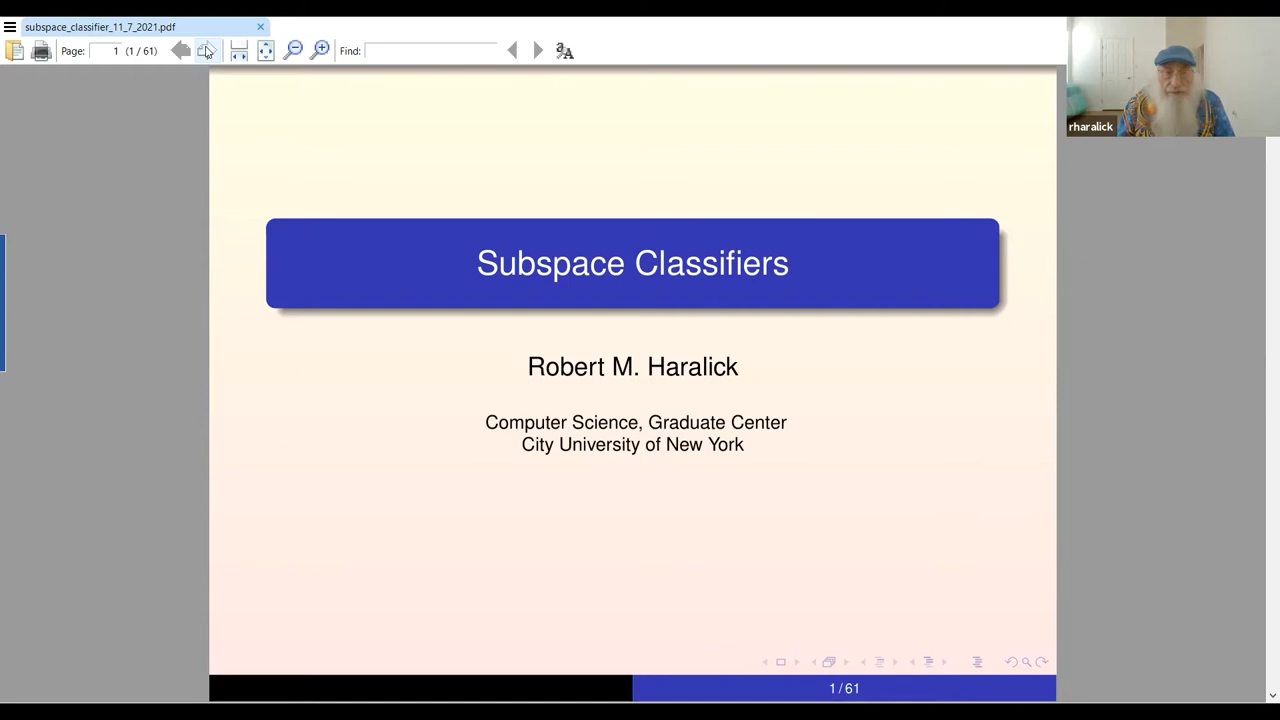 subspace_classifier_11_7_2021.pdf
Page: 1 (1 / 61) Find:
rharalick
Subspace Classifiers
Robert M. Haralick
Computer Science, Graduate Center
City University of New York
1 / 61